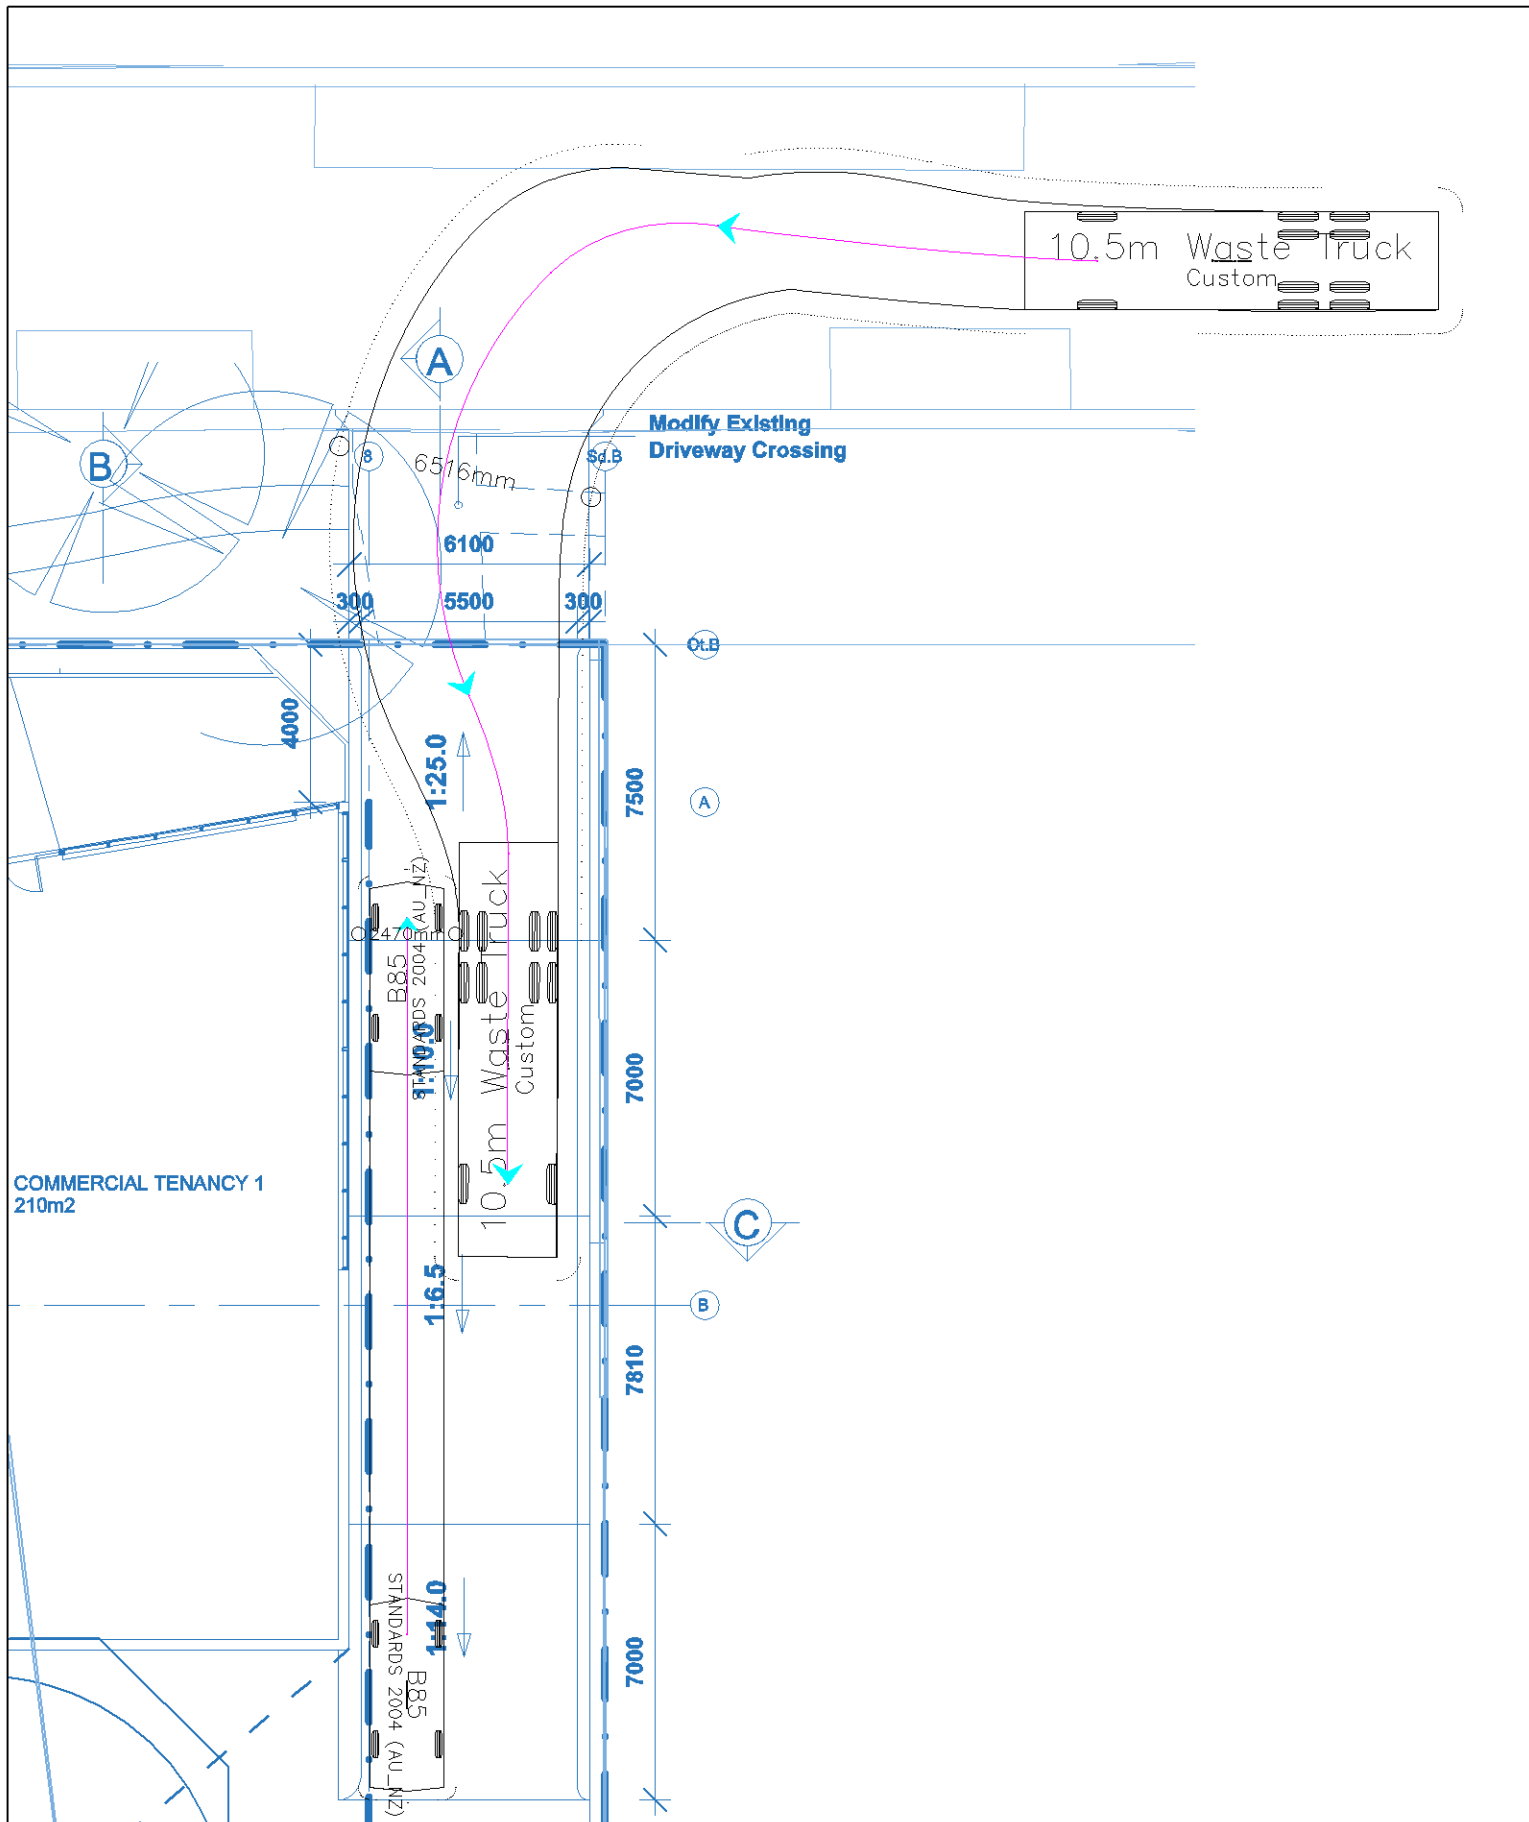 10.5m Waste Truck
Custom
A
Modify Existing
Driveway Crossing
B
8
6516mm
Sd.B
6100
300
5500
300
Ot.B
4000
1:25.0
7500
A
2470mm
B85
STANDARDS 2004 (AU_NZ)
10.5m Waste Truck
Custom
1:10.0
7000
COMMERCIAL TENANCY 1
210m2
C
1:6.5
B
7810
1:14.0
STANDARDS 2004 (AU_NZ)
B85
7000